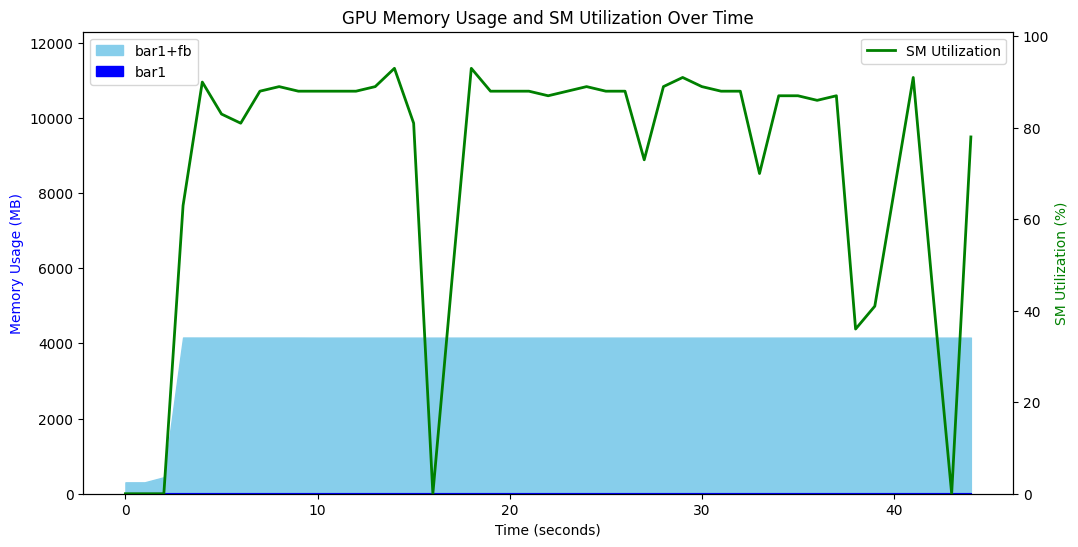 GPU Memory Usage and SM Utilization Over Time
bar1+fb
bar1
SM Utilization
Memory Usage (MB)
12000
10000
8000
6000
4000
2000
0
100
80
60
40
20
0
SM Utilization (%)
0 10 20 30 40
Time (seconds)